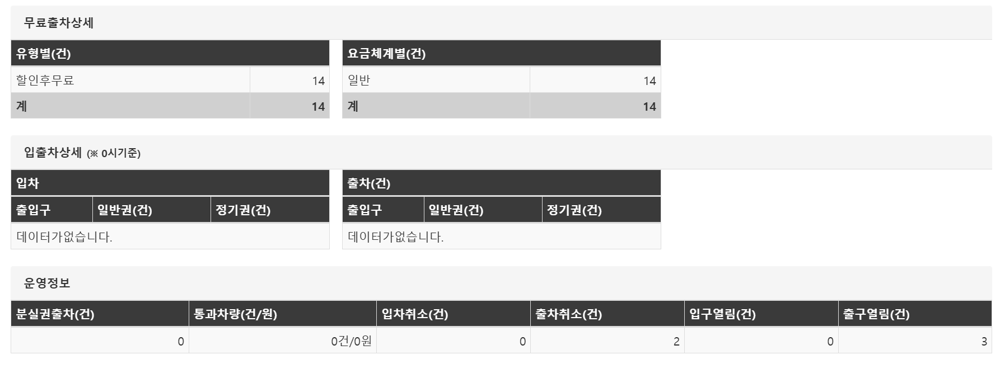 무료출차상세
유형별(건)
할인후무료 14
계 14
요금체계별(건)
일반 14
계 14
입출차상세 (※ 0시기준)
입차
출입구 일반권(건) 정기권(건)
데이터가없습니다.
출차(건)
출입구 일반권(건) 정기권(건)
데이터가없습니다.
운영정보
분실권출차(건) 통과차량(건/원) 입차취소(건) 출차취소(건) 입구열림(건) 출구열림(건)
0 0건/0원 0 2 0 3